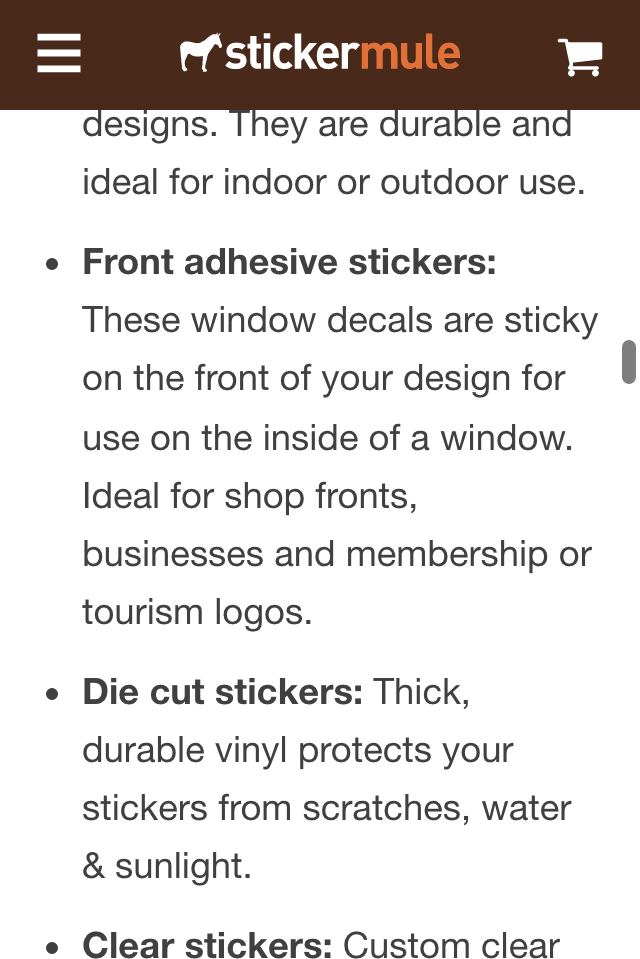 stickermule
designs. They are durable and
ideal for indoor or outdoor use.
• Front adhesive stickers:
These window decals are sticky
on the front of your design for
use on the inside of a window.
Ideal for shop fronts,
businesses and membership or
tourism logos.
• Die cut stickers: Thick,
durable vinyl protects your
stickers from scratches, water
& sunlight.
• Clear stickers: Custom clear